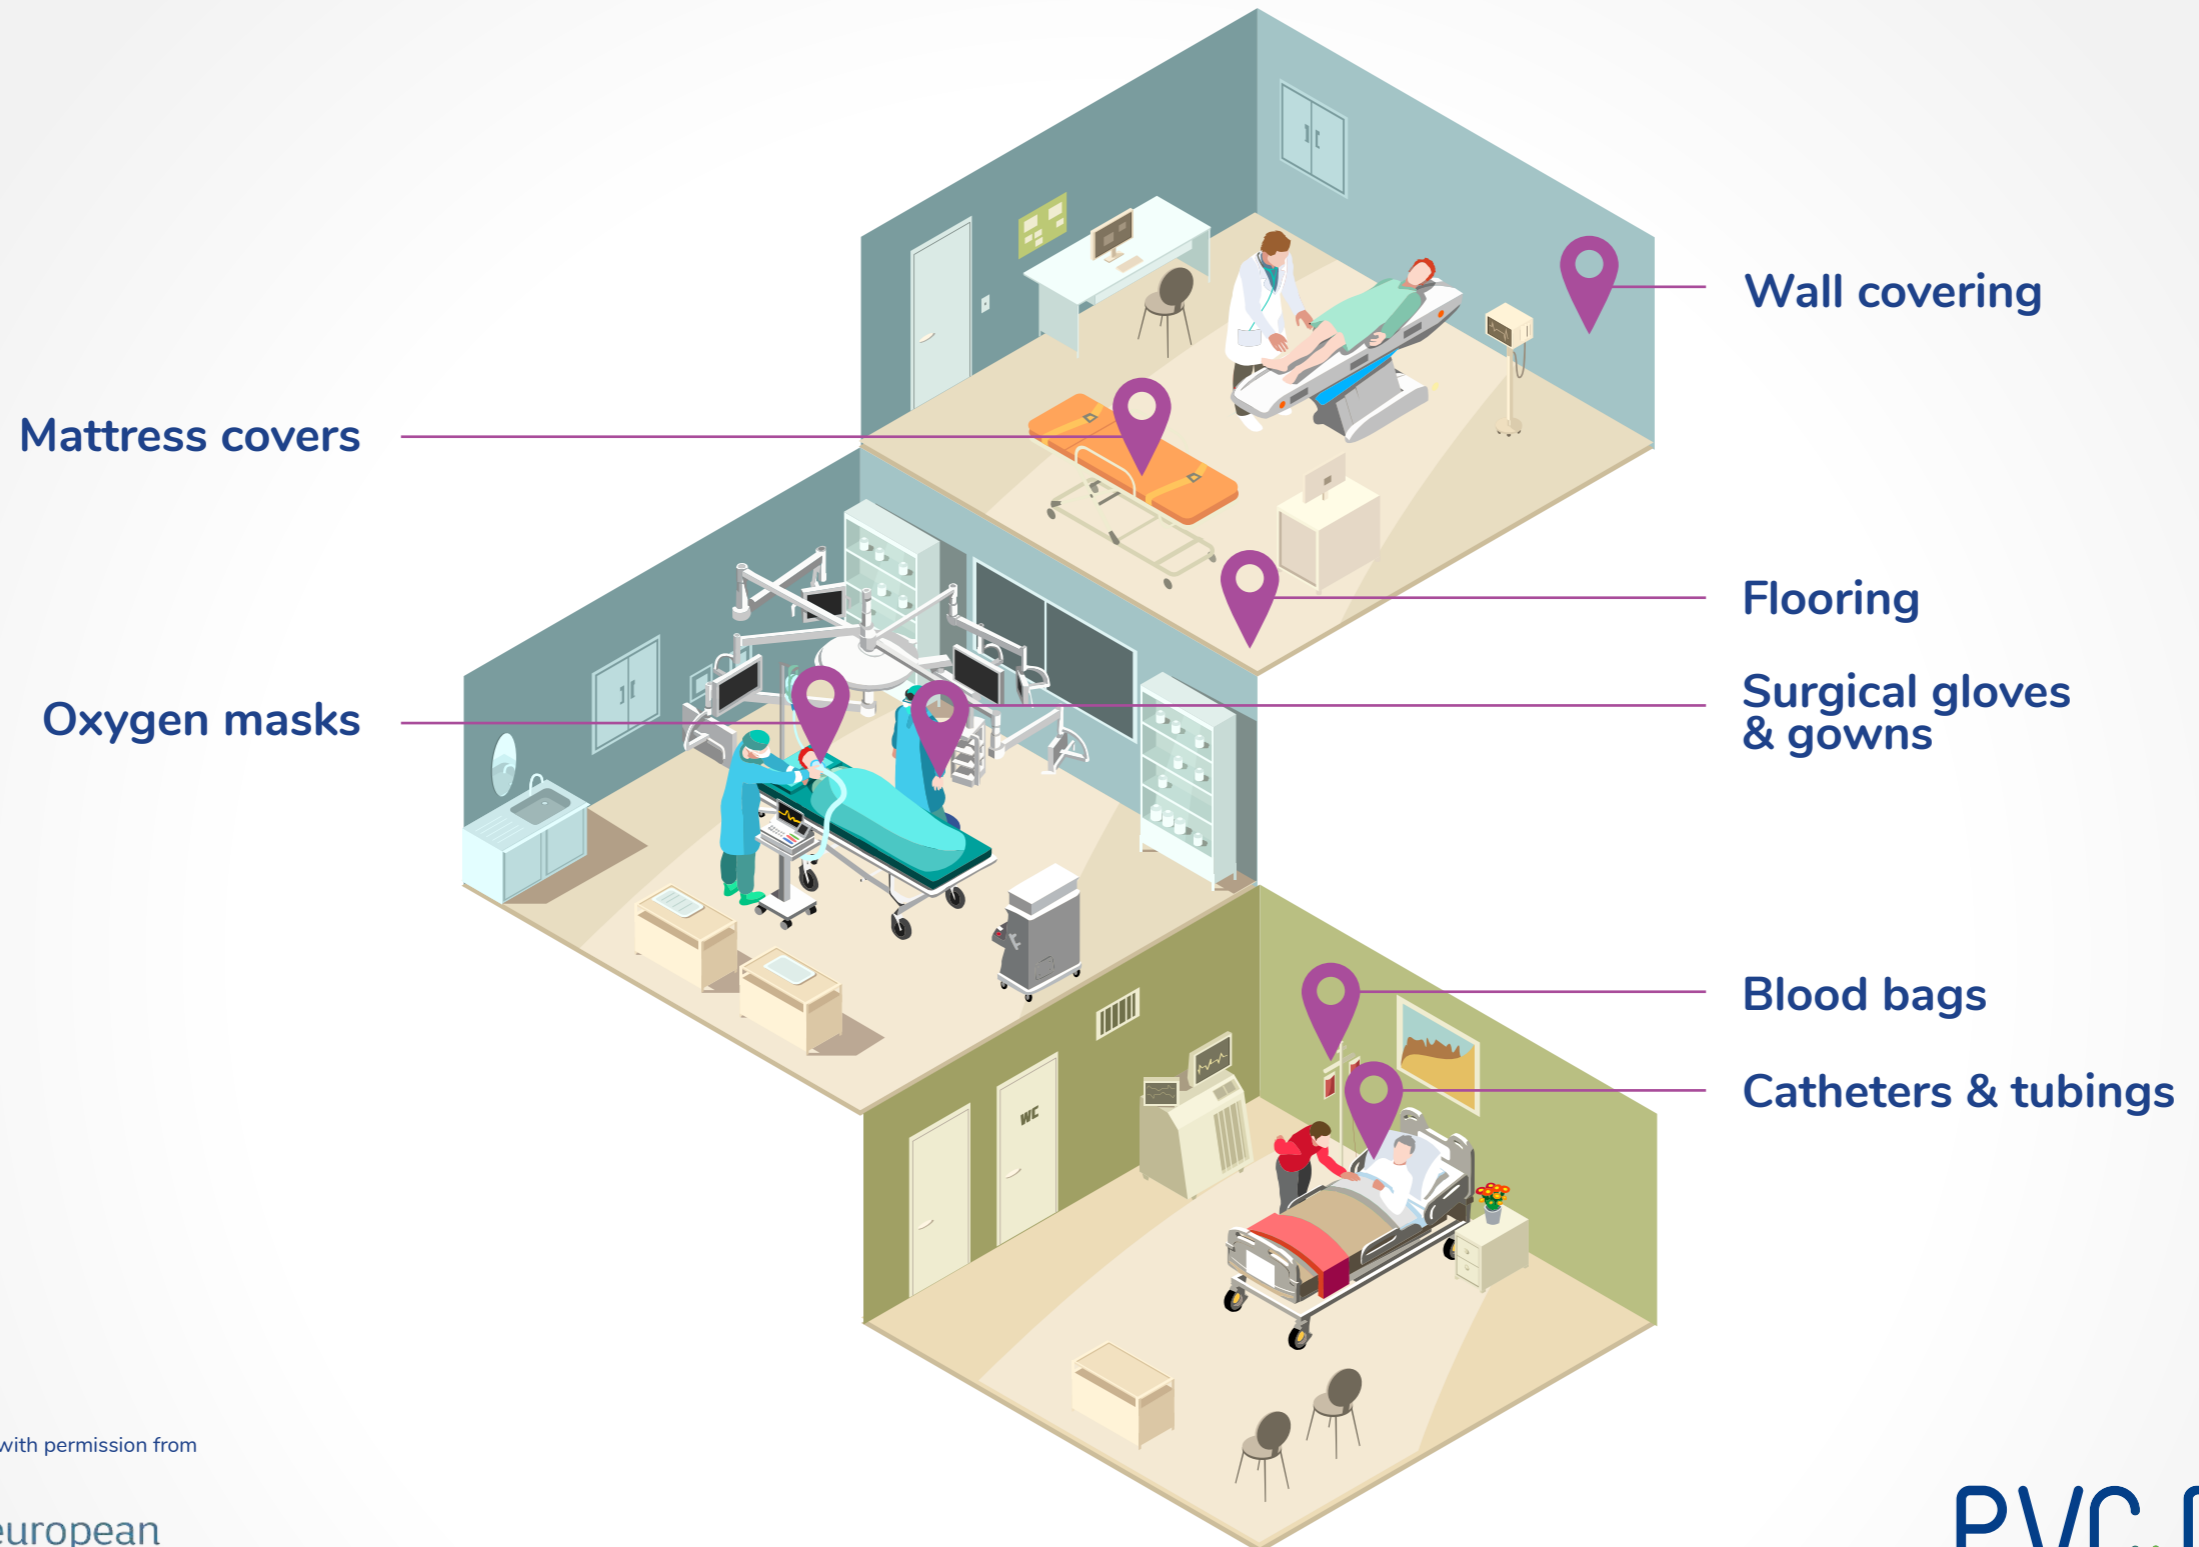 Wall covering
Mattress covers
Flooring
Surgical gloves
& gowns
Oxygen masks
Blood bags
Catheters & tubings
WC
with permission from
european
PVC